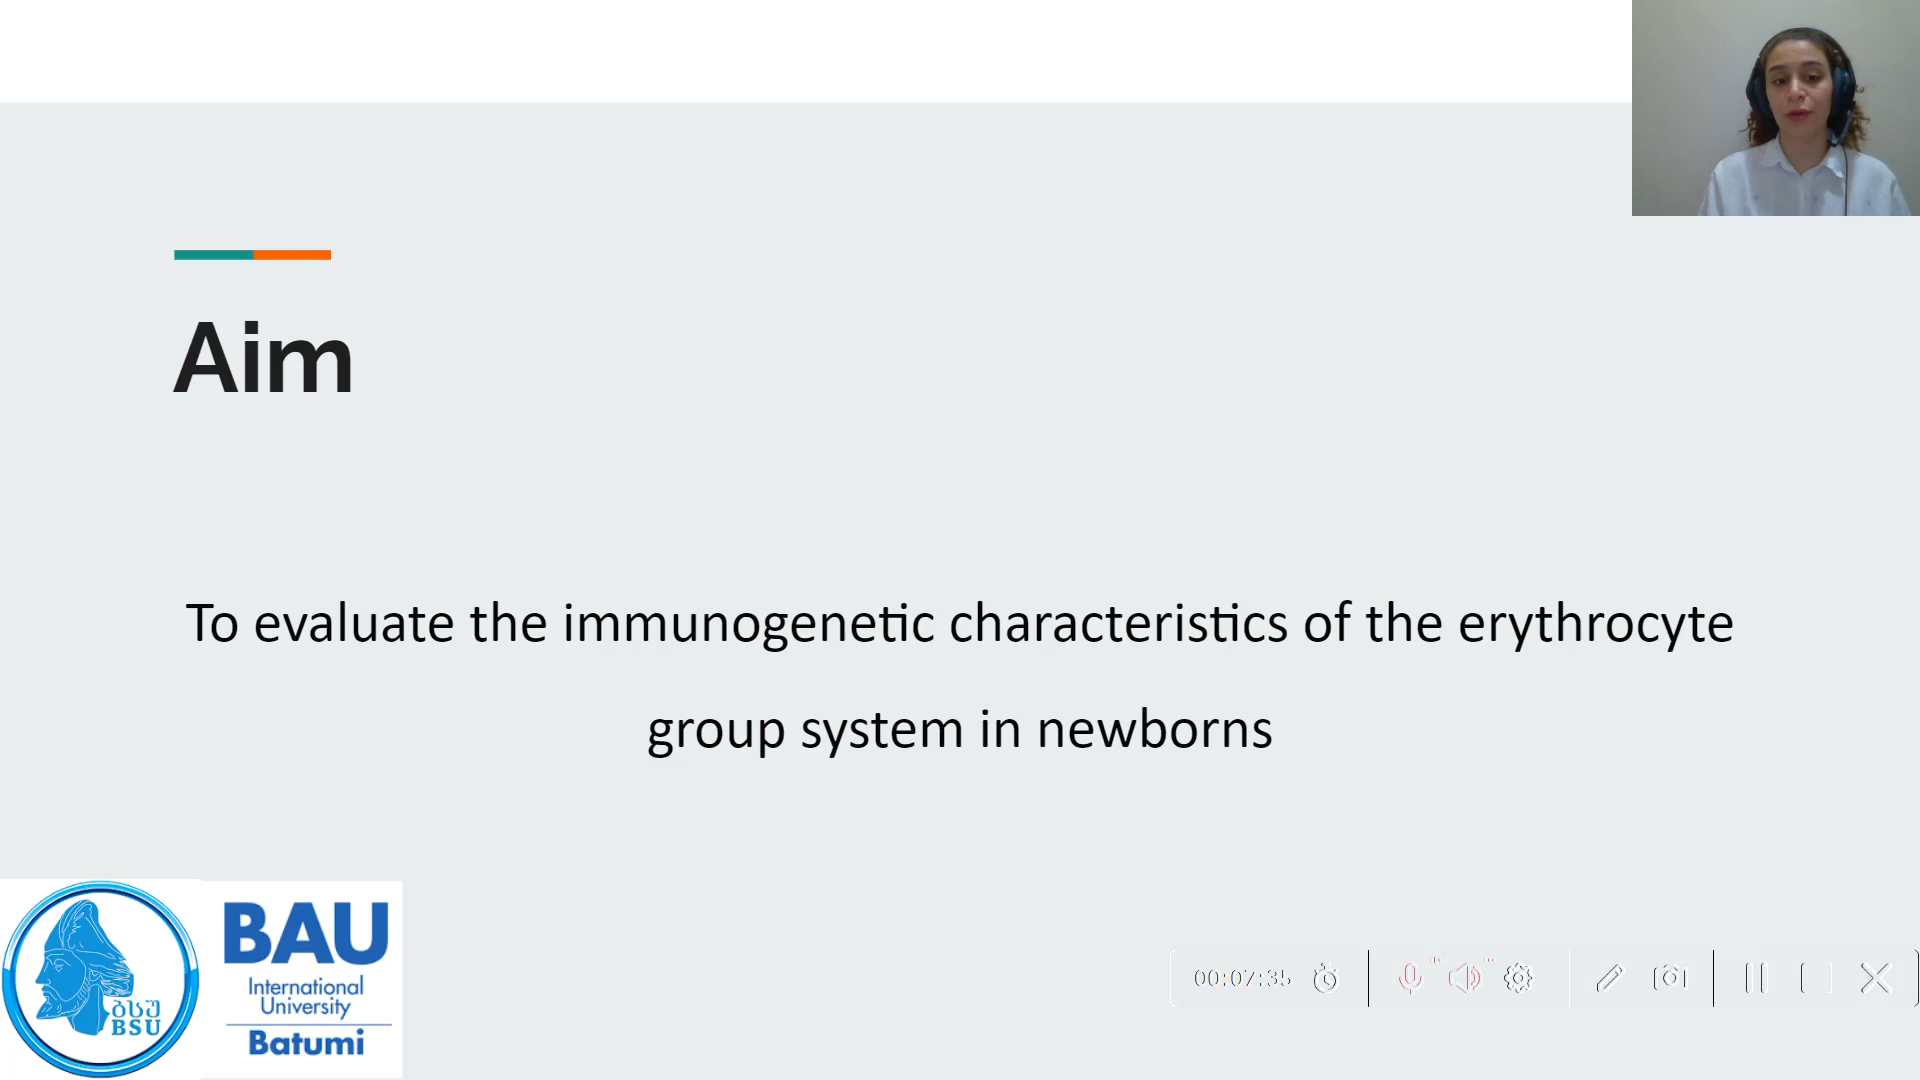 Aim
To evaluate the immunogenetic characteristics of the erythrocyte
group system in newborns
ბსუ
BSU
BAU
International
University
Batumi
00:07:35